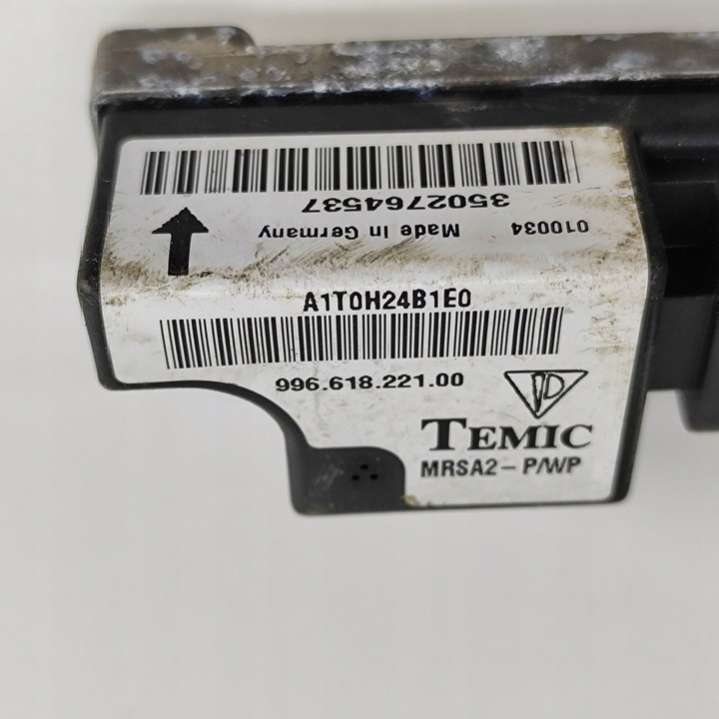 3502764537
Made In Germany 010034
A1T0H24B1E0
996.618.221.00
TEMIC
MRSA2-P/WP